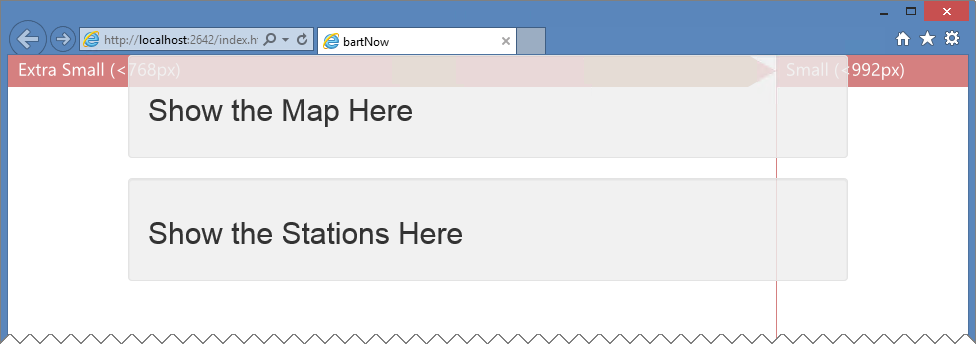 http://localhost:2642/index.h
bartNow
Extra Small (<768px)
Small (<992px)
Show the Map Here
Show the Stations Here